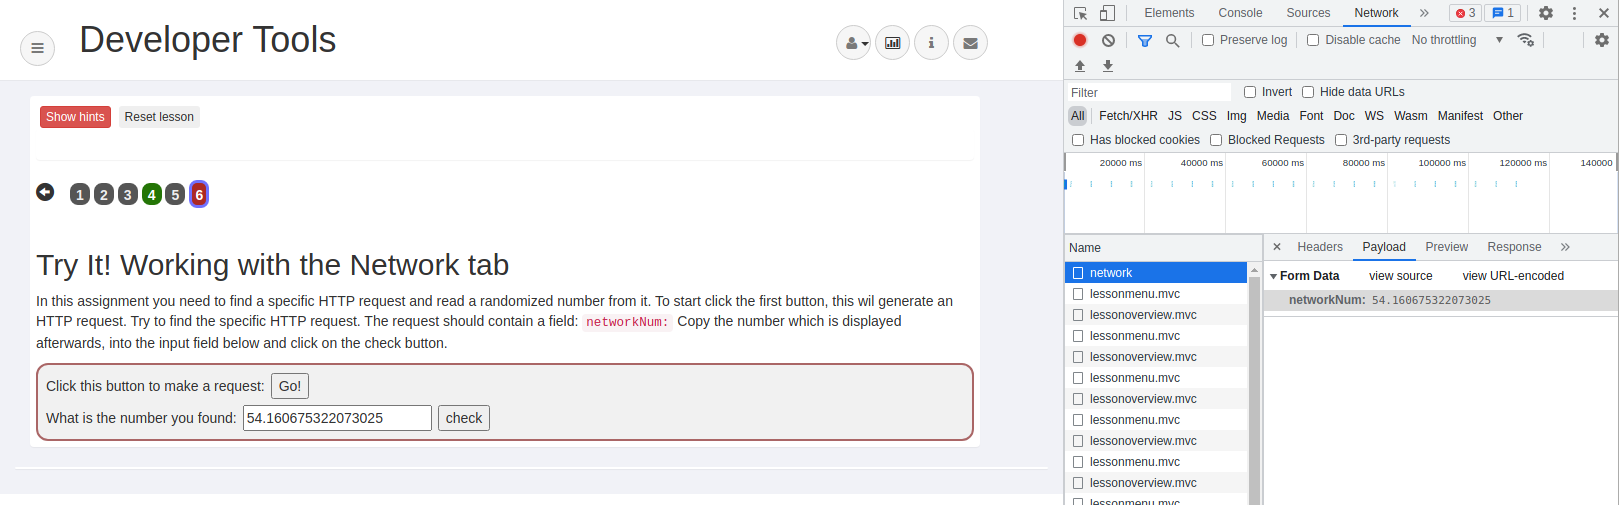 Developer Tools
Show hints
Reset lesson
1 2 3 4 5 6
Try It! Working with the Network tab
In this assignment you need to find a specific HTTP request and read a randomized number from it. To start click the first button, this wil generate an
HTTP request. Try to find the specific HTTP request. The request should contain a field: networkNum: Copy the number which is displayed
afterwards, into the input field below and click on the check button.
Click this button to make a request: Go!
What is the number you found: 54.160675322073025 check
Elements Console Sources Network » 3 1
Preserve log Disable cache No throttling
Filter Invert Hide data URLs
All Fetch/XHR JS CSS Img Media Font Doc WS Wasm Manifest Other
Has blocked cookies Blocked Requests 3rd-party requests
20000 ms 40000 ms 60000 ms 80000 ms 100000 ms 120000 ms 140000
Name
network
lessonmenu.mvc
lessonoverview.mvc
lessonmenu.mvc
lessonoverview.mvc
lessonmenu.mvc
lessonoverview.mvc
lessonmenu.mvc
lessonoverview.mvc
lessonmenu.mvc
lessonoverview.mvc
lessonmenu.mvc
× Headers Payload Preview Response »
Form Data view source view URL-encoded
networkNum: 54.160675322073025